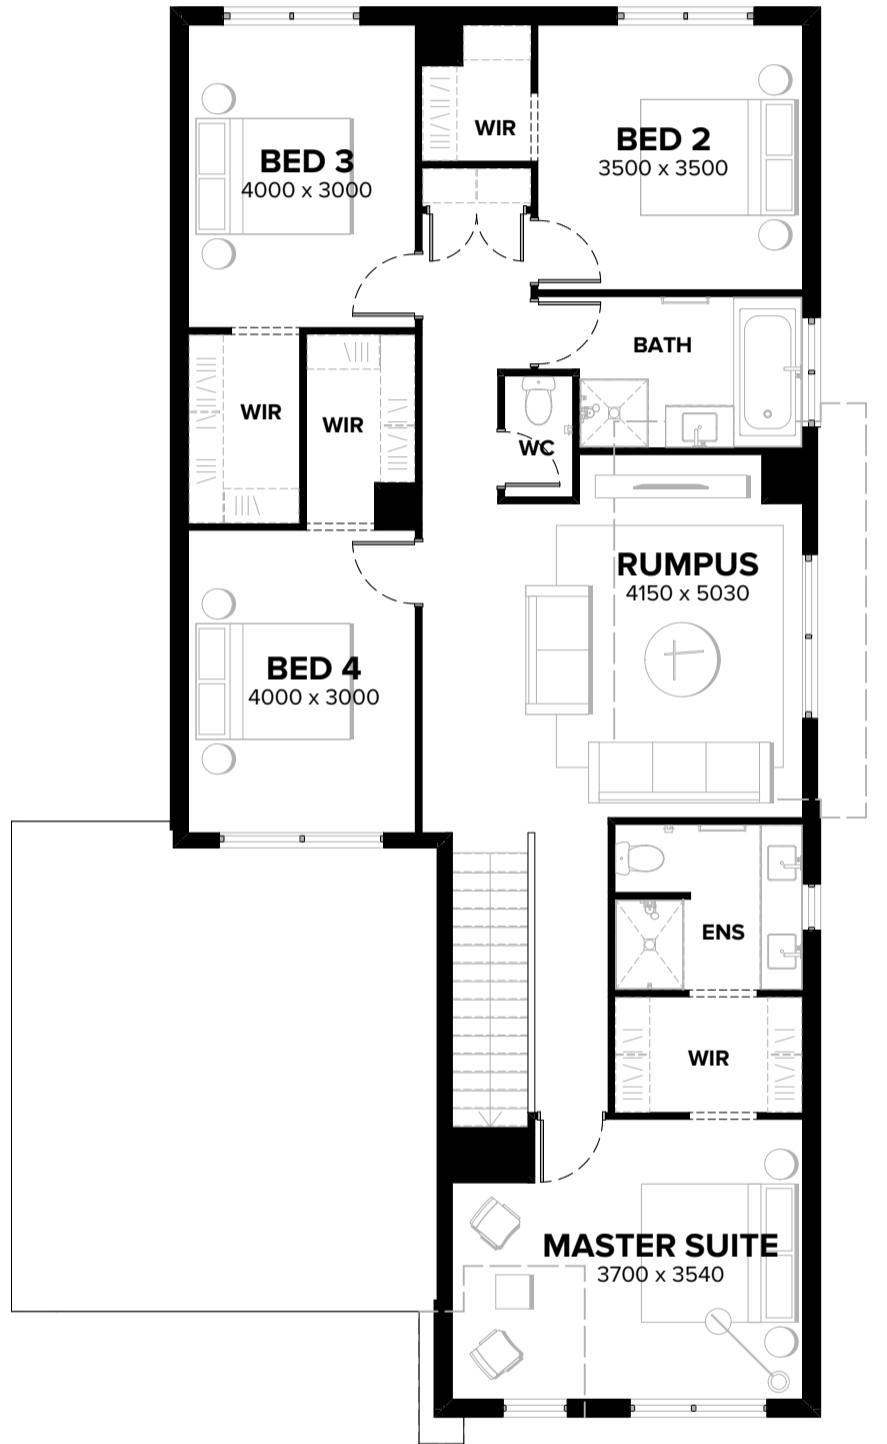 WIR
BED 2
3500 x 3500
BED 3
4000 x 3000
BATH
WIR
WIR
WC
RUMPUS
4150 x 5030
BED 4
4000 x 3000
ENS
WIR
MASTER SUITE
3700 x 3540